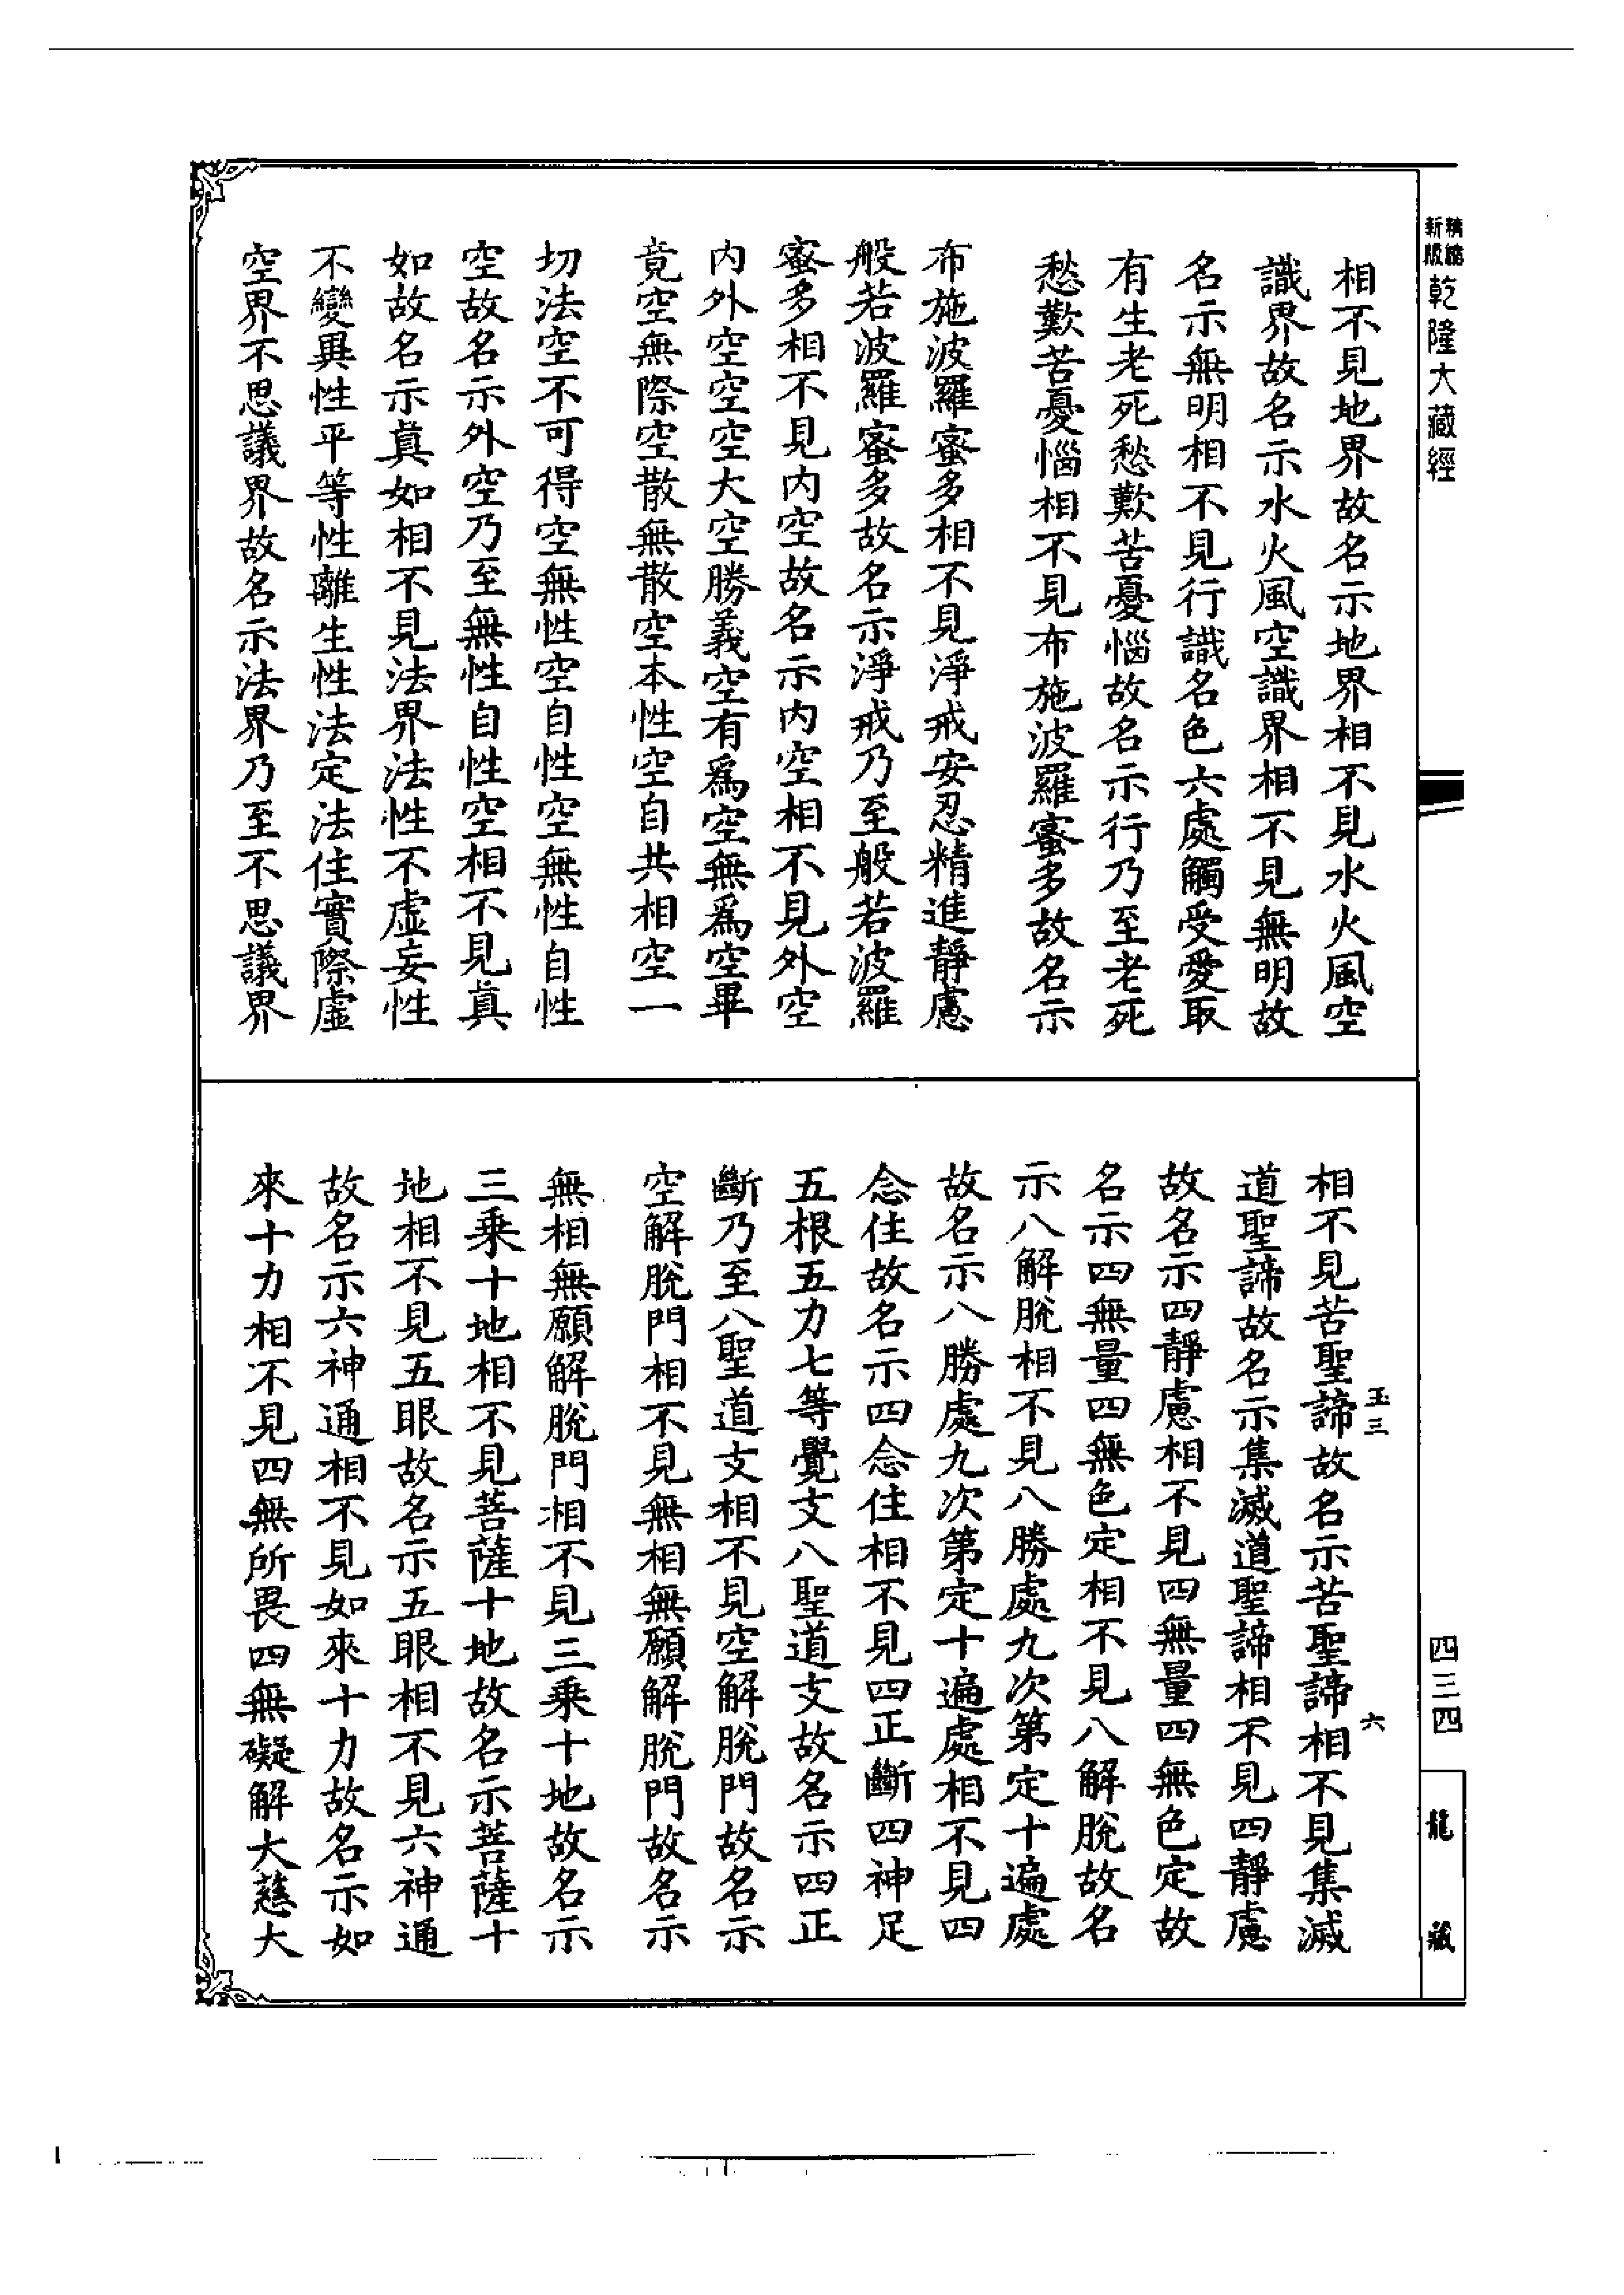 精縮
新版
乾隆大藏經
相不見地界故名示地界相不見水火風空
識界故名示水火風空識界相不見無明故
名示無明相不見行識名色六處觸受愛取
有生老死愁歎苦憂惱故名示行乃至老死
愁歎苦憂惱相不見布施波羅蜜多故名示
布施波羅蜜多相不見淨戒安忍精進靜慮
般若波羅蜜多故名示淨戒乃至般若波羅
蜜多相不見内空故名示内空相不見外空
内外空空空大空勝義空有爲空無爲空畢
竟空無際空散無散空本性空自共相空一
切法空不可得空無性空自性空無性自性
空故名示外空乃至無性自性空相不見真
如故名示真如相不見法界法性不虛妄性
不變異性平等性離生性法定法住實際虛
空界不思議界故名示法界乃至不思議界
玉三
六
相不見苦聖諦故名示苦聖諦相不見集滅
道聖諦故名示集滅道聖諦相不見四靜慮
故名示四靜慮相不見四無量四無色定故
名示四無量四無色定相不見八解脫故名
示八解脫相不見八勝處九次第定十遍處
故名示八勝處九次第定十遍處相不見四
念住故名示四念住相不見四正斷四神足
五根五力七等覺支八聖道支故名示四正
斷乃至八聖道支相不見空解脫門故名示
空解脫門相不見無相無願解脫門故名示
無相無願解脫門相不見三乘十地故名示
三乘十地相不見菩薩十地故名示菩薩十
地相不見五眼故名示五眼相不見六神通
故名示六神通相不見如來十力故名示如
來十力相不見四無所畏四無礙解大慈大
四三四
龍藏